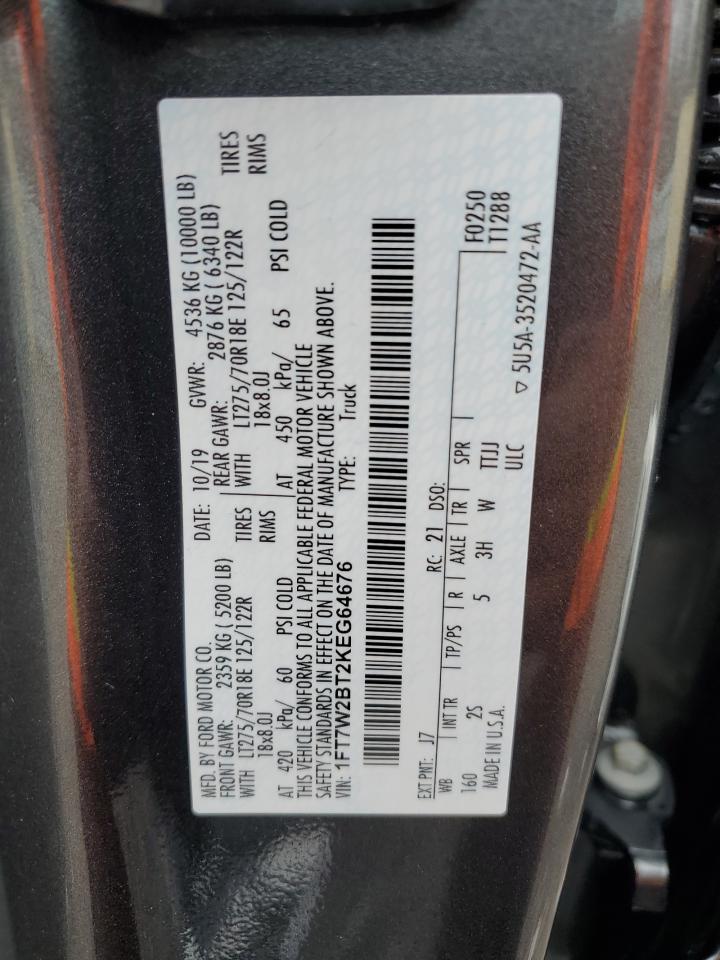 MFD. BY FORD MOTOR CO. DATE: 10/19 GVWR: 4536 KG (10000 LB)
FRONT GAWR: 2359 KG ( 5200 LB) REAR GAWR: 2876 KG ( 6340 LB)
WITH LT275/70R18E 125/122R TIRES WITH LT275/70R18E 125/122R TIRES
18x8.0J RIMS 18x8.0J RIMS
AT 420 kPa/ 60 PSI COLD AT 450 kPa/ 65 PSI COLD
THIS VEHICLE CONFORMS TO ALL APPLICABLE FEDERAL MOTOR VEHICLE
SAFETY STANDARDS IN EFFECT ON THE DATE OF MANUFACTURE SHOWN ABOVE.
VIN: 1FT7W2BT2KEG64676 TYPE: Truck
EXT PNT: J7 RC: 21 DSO: F0250
WB INT TR TP/PS R AXLE TR SPR T1288
160 2S 5 3H W TTJJ
MADE IN U.S.A. ULC ▽ 5U5A-3520472-AA